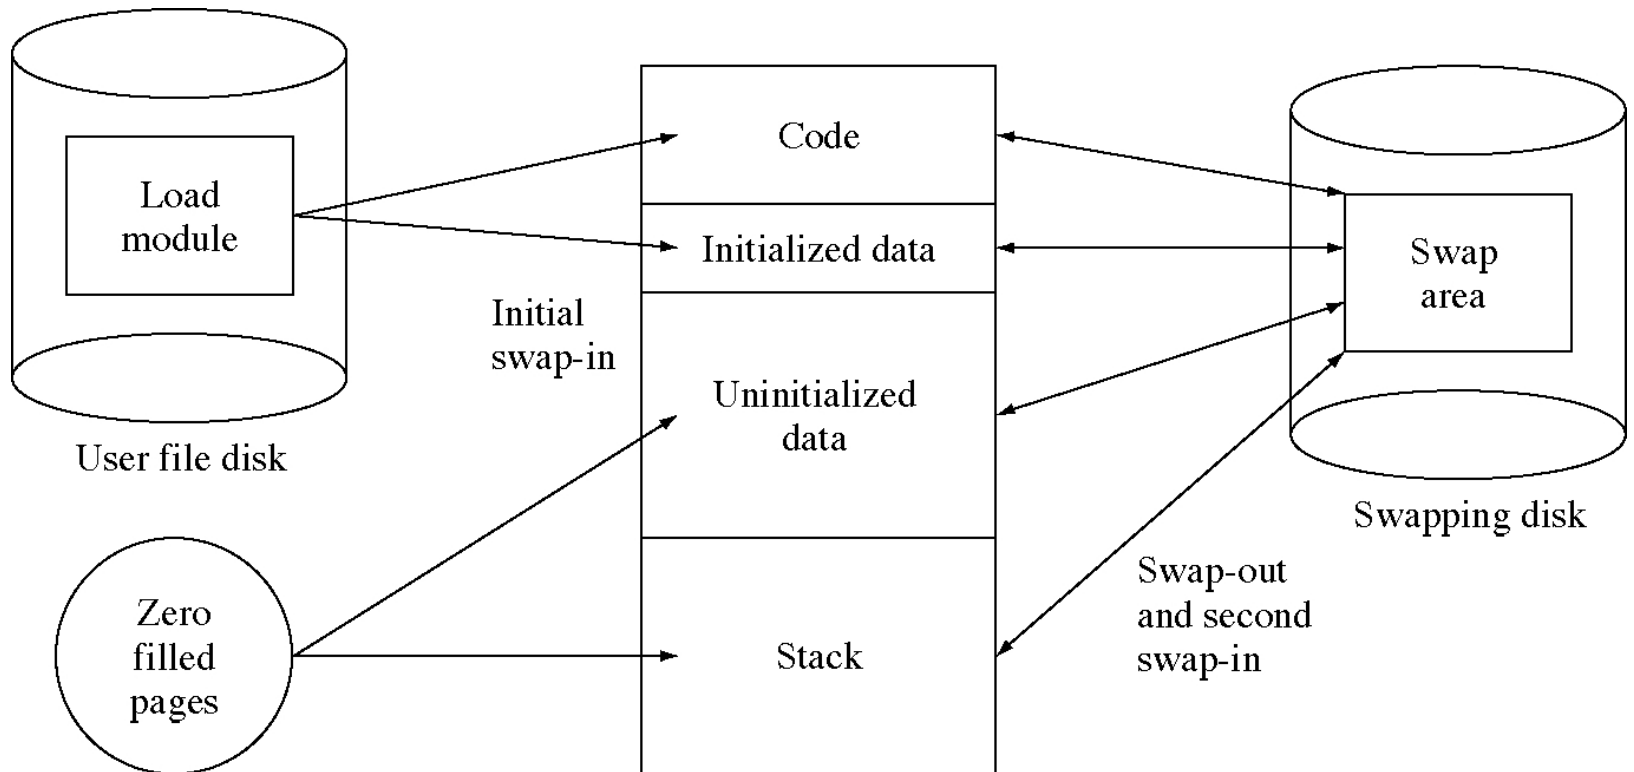 Load
module
User file disk
Zero
filled
pages
Initial
swap-in
Code
Initialized data
Uninitialized
data
Stack
Swap
area
Swapping disk
Swap-out
and second
swap-in